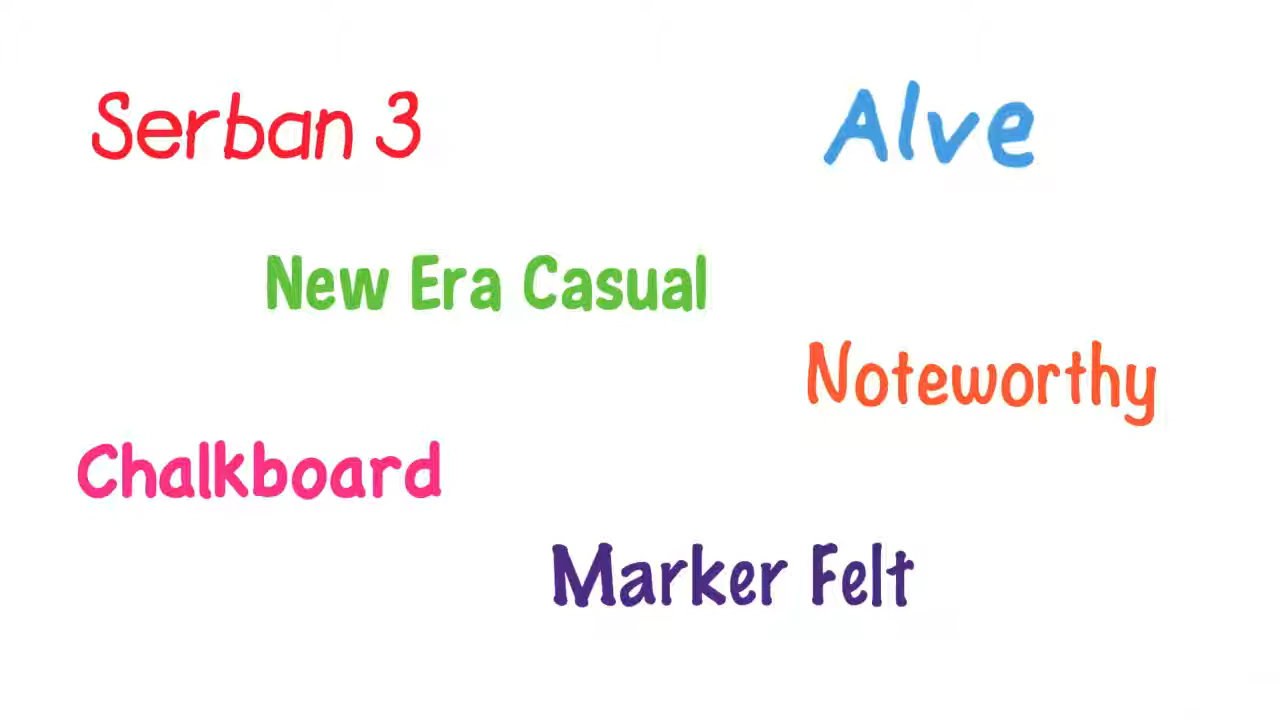 Serban 3
Alve
New Era Casual
Noteworthy
Chalkboard
Marker Felt